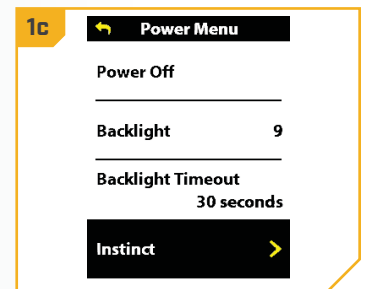 1c
Power Menu
Power Off
Backlight 9
Backlight Timeout
30 seconds
Instinct